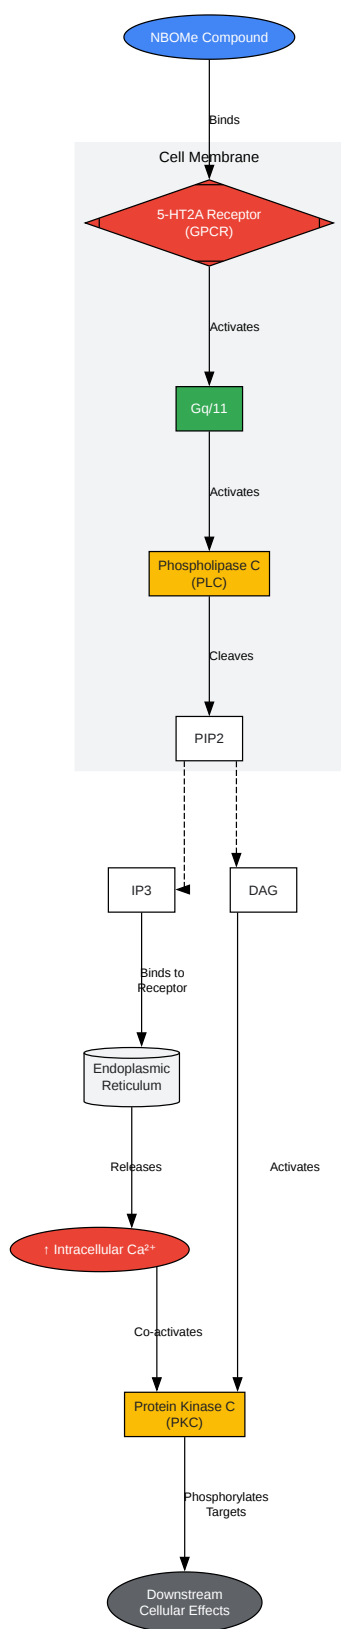 NBOMe Compound
Binds
Cell Membrane
5-HT2A Receptor
(GPCR)
Activates
Gq/11
Activates
Phospholipase C
(PLC)
Cleaves
PIP2
IP3
DAG
Binds to
Receptor
Endoplasmic
Reticulum
Releases
Activates
↑ Intracellular Ca²⁺
Co-activates
Protein Kinase C
(PKC)
Phosphorylates
Targets
Downstream
Cellular Effects